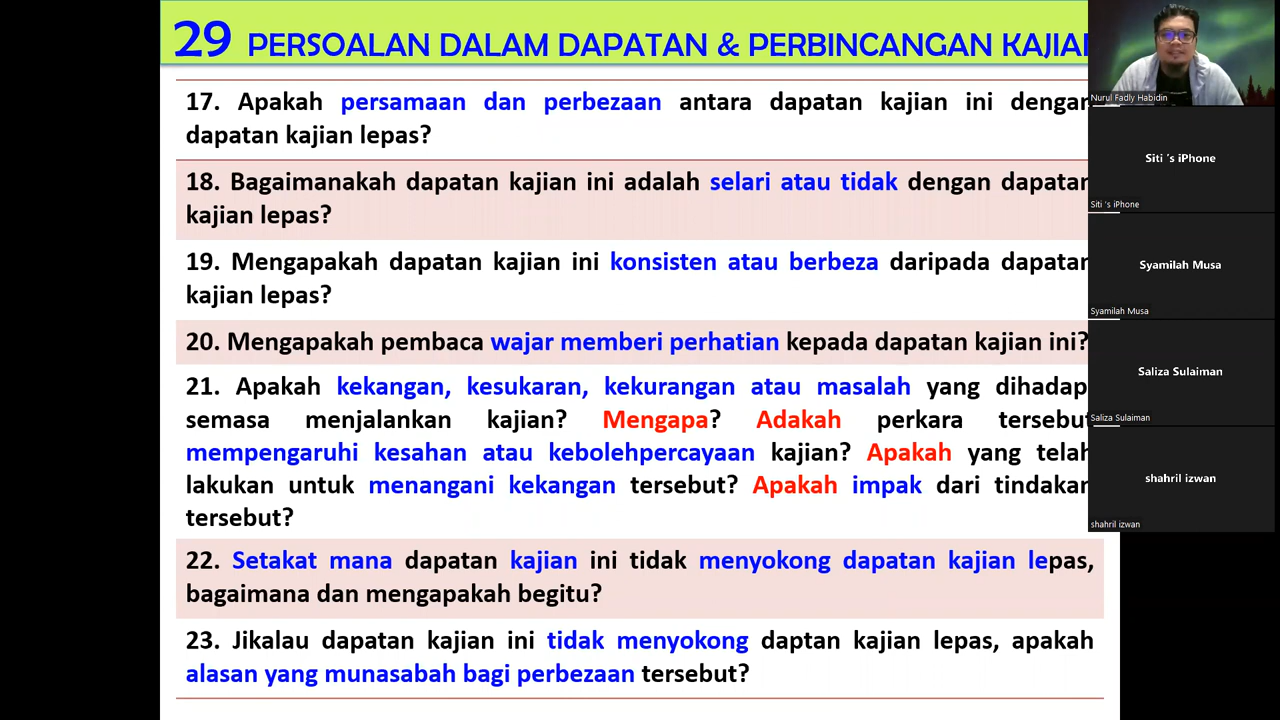 29 PERSOALAN DALAM DAPATAN & PERBINCANGAN KAJIAN
17. Apakah persamaan dan perbezaan antara dapatan kajian ini dengan
dapatan kajian lepas?
18. Bagaimanakah dapatan kajian ini adalah selari atau tidak dengan dapatan
kajian lepas?
19. Mengapakah dapatan kajian ini konsisten atau berbeza daripada dapatan
kajian lepas?
20. Mengapakah pembaca wajar memberi perhatian kepada dapatan kajian ini?
21. Apakah kekangan, kesukaran, kekurangan atau masalah yang dihadap
semasa menjalankan kajian? Mengapa? Adakah perkara tersebut
mempengaruhi kesahan atau kebolehpercayaan kajian? Apakah yang telah
lakukan untuk menangani kekangan tersebut? Apakah impak dari tindakan
tersebut?
22. Setakat mana dapatan kajian ini tidak menyokong dapatan kajian lepas,
bagaimana dan mengapakah begitu?
23. Jikalau dapatan kajian ini tidak menyokong daptan kajian lepas, apakah
alasan yang munasabah bagi perbezaan tersebut?
Nurul Fadly Habidin
Siti 's iPhone
Siti 's iPhone
Syamilah Musa
Syamilah Musa
Saliza Sulaiman
Saliza Sulaiman
shahril izwan
shahril izwan